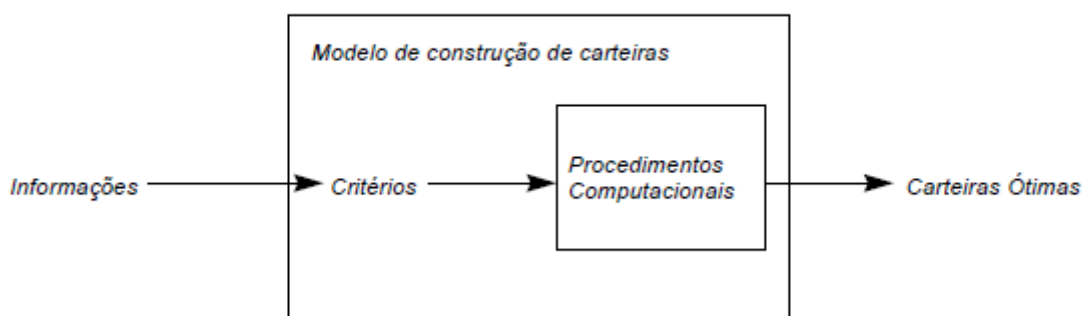 Modelo de construção de carteiras
Informações
Critérios
Procedimentos
Computacionais
Carteiras Ótimas